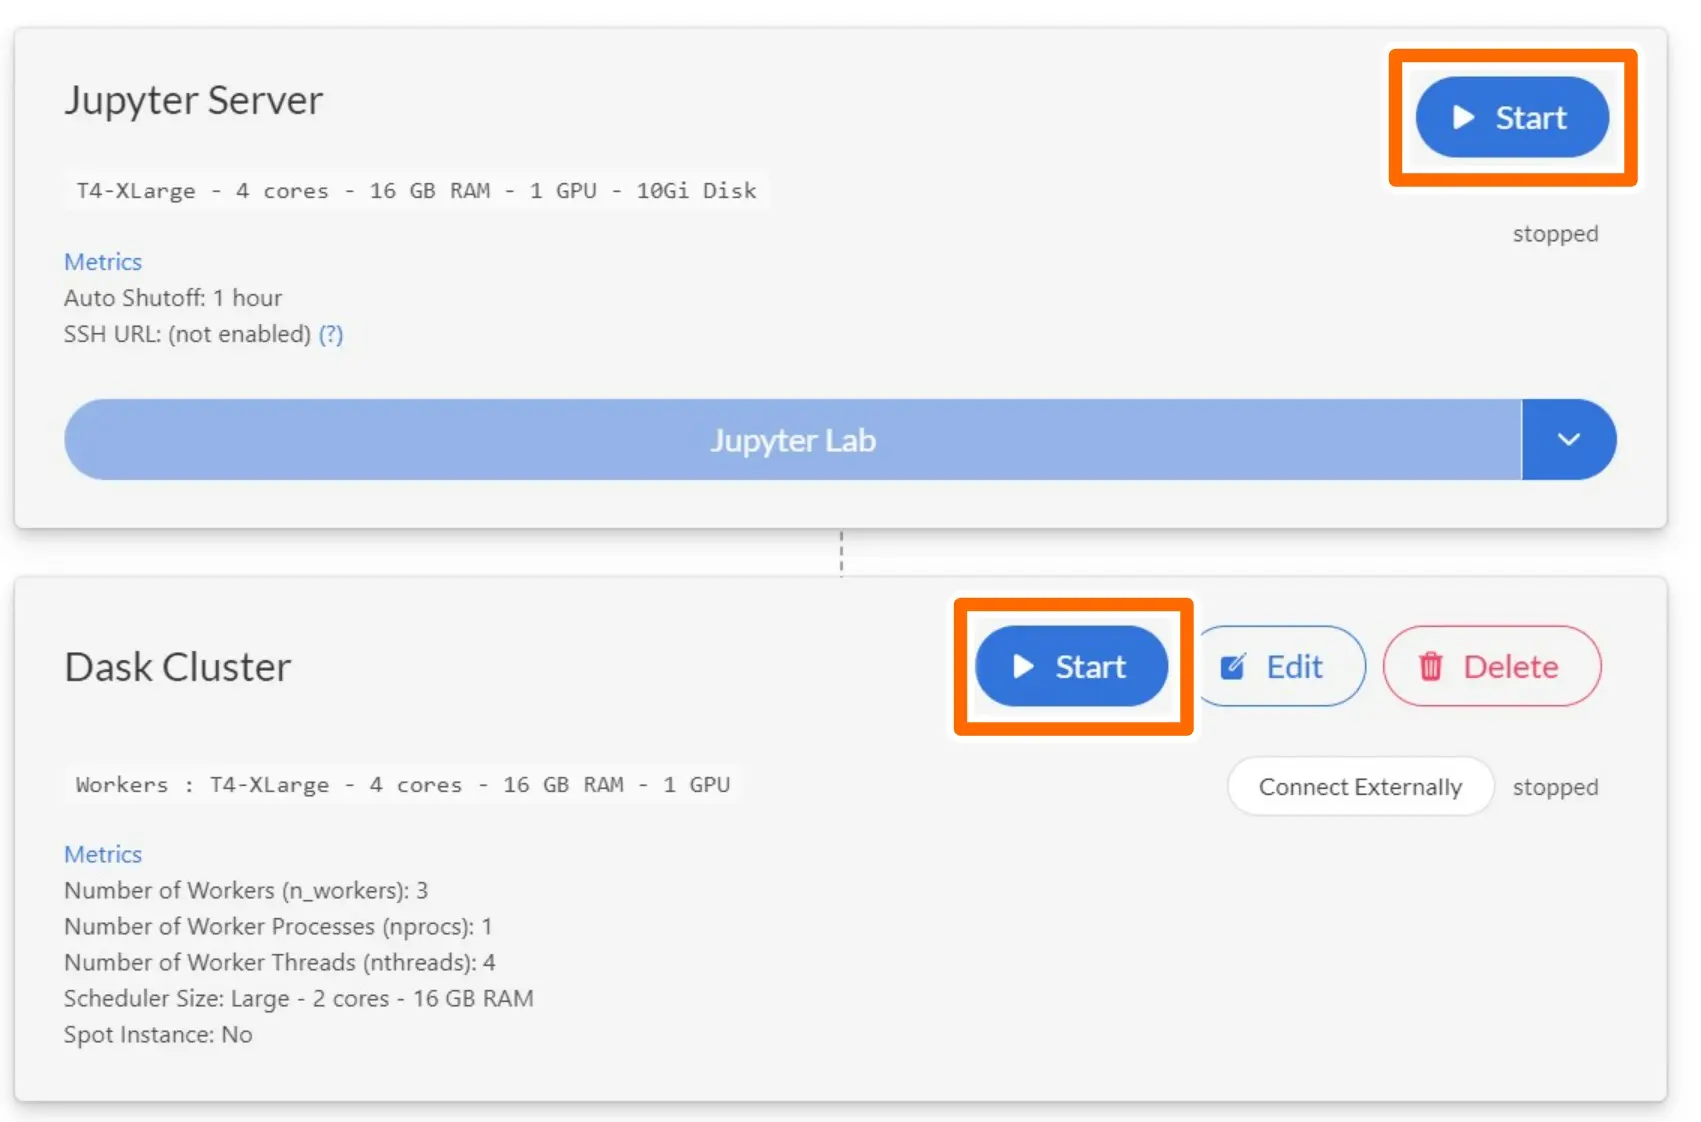 Jupyter Server
Start
T4-XLarge - 4 cores - 16 GB RAM - 1 GPU - 10Gi Disk
stopped
Metrics
Auto Shutoff: 1 hour
SSH URL: (not enabled) (?)
Jupyter Lab
Dask Cluster
Start
Edit
Delete
Workers : T4-XLarge - 4 cores - 16 GB RAM - 1 GPU
Connect Externally
stopped
Metrics
Number of Workers (n_workers): 3
Number of Worker Processes (nprocs): 1
Number of Worker Threads (nthreads): 4
Scheduler Size: Large - 2 cores - 16 GB RAM
Spot Instance: No